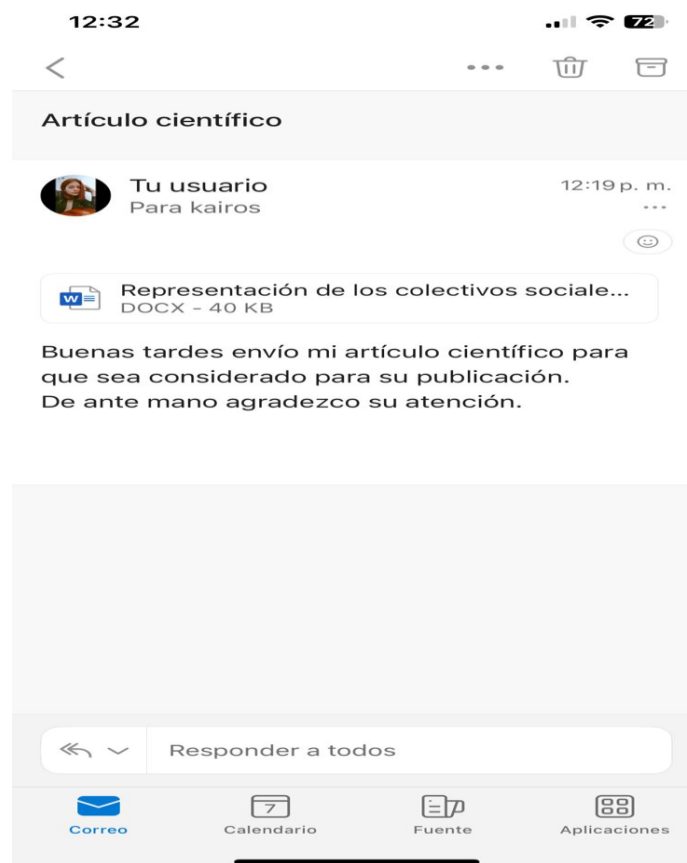 12:32
72
Artículo científico
Tu usuario
12:19 p. m.
Para kairos
W
Representación de los colectivos sociale...
DOCX - 40 KB
Buenas tardes envío mi artículo científico para
que sea considerado para su publicación.
De ante mano agradezco su atención.
Responder a todos
7
Correo
Calendario
Fuente
Aplicaciones